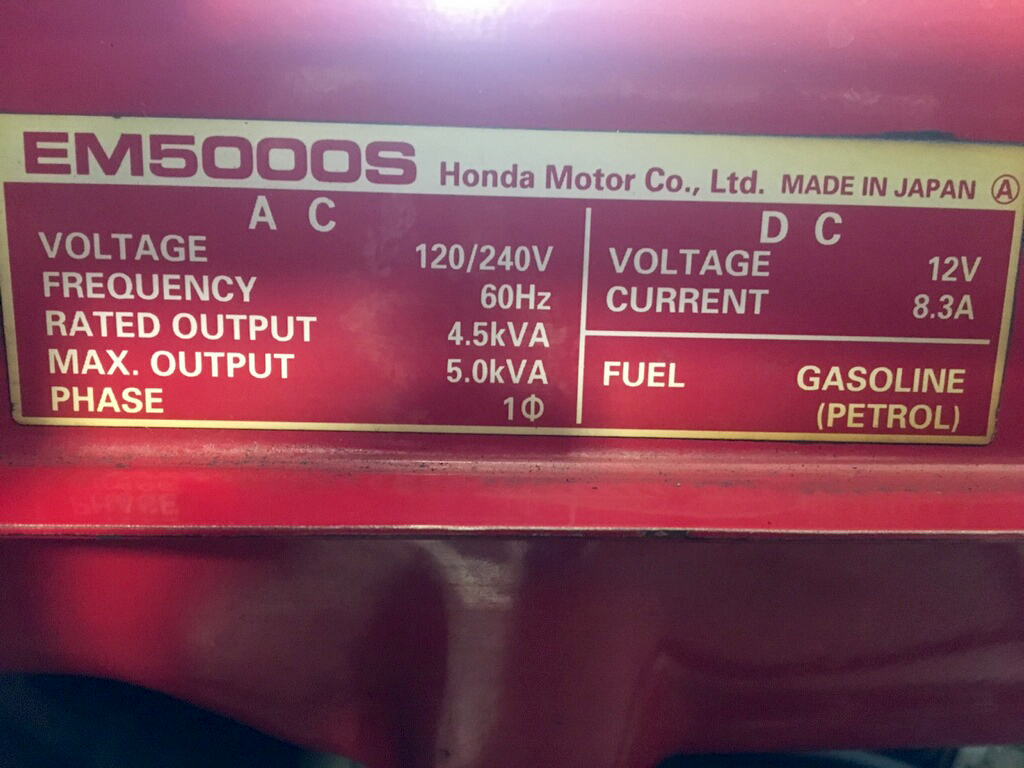 EM5000S Honda Motor Co., Ltd. MADE IN JAPAN Ⓐ
A C
VOLTAGE 120/240V
FREQUENCY 60Hz
RATED OUTPUT 4.5kVA
MAX. OUTPUT 5.0kVA
PHASE 1Φ
D C
VOLTAGE 12V
CURRENT 8.3A
FUEL GASOLINE
(PETROL)